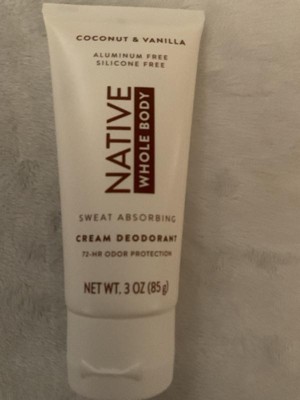 COCONUT & VANILLA
ALUMINUM FREE
SILICONE FREE
NATIVE
WHOLE BODY
SWEAT ABSORBING
CREAM DEODORANT
72-HR ODOR PROTECTION
NET WT. 3 OZ (85 g)